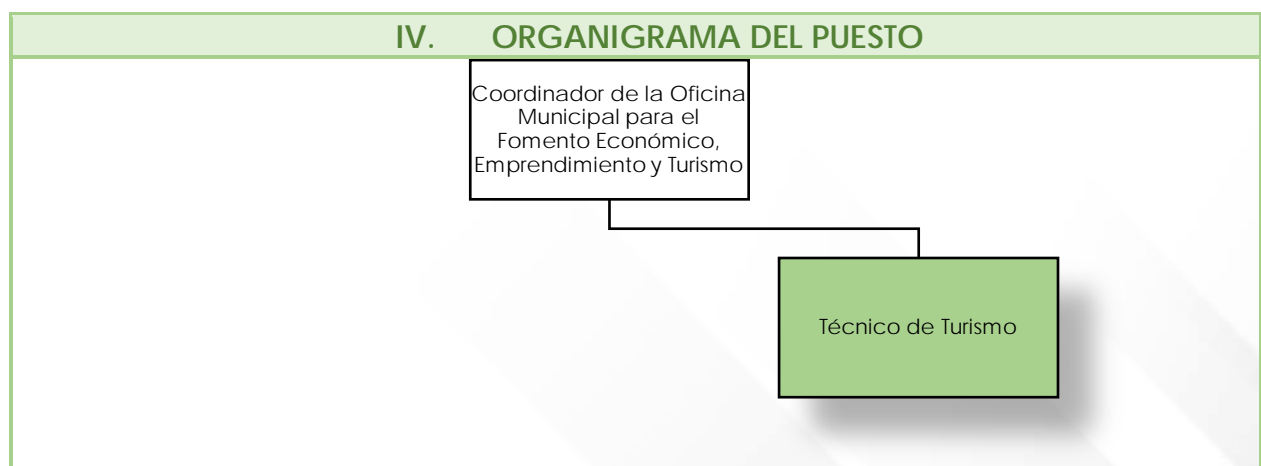 IV. ORGANIGRAMA DEL PUESTO
Coordinador de la Oficina
Municipal para el
Fomento Económico,
Emprendimiento y Turismo
Técnico de Turismo